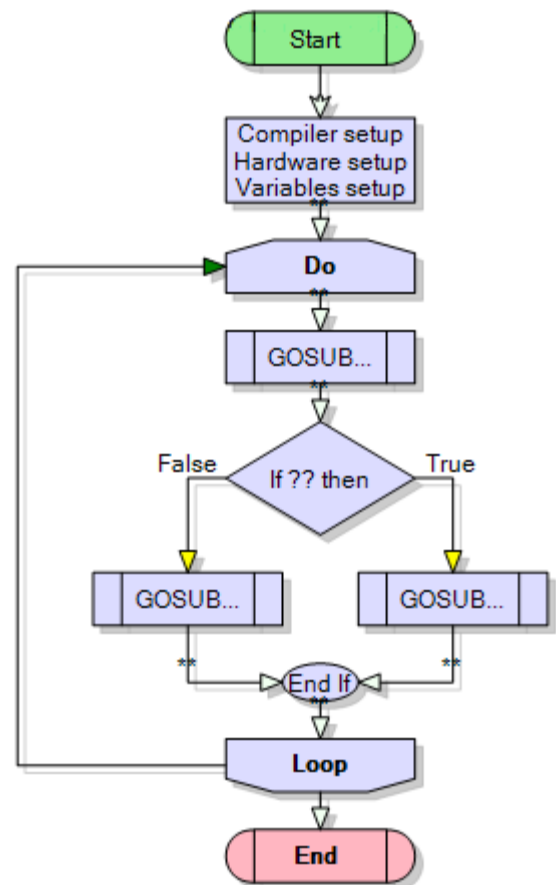 Start
Compiler setup
Hardware setup
Variables setup
**
Do
**
GOSUB...
**
If ?? then
False
True
GOSUB...
GOSUB...
**
**
End If
**
Loop
End